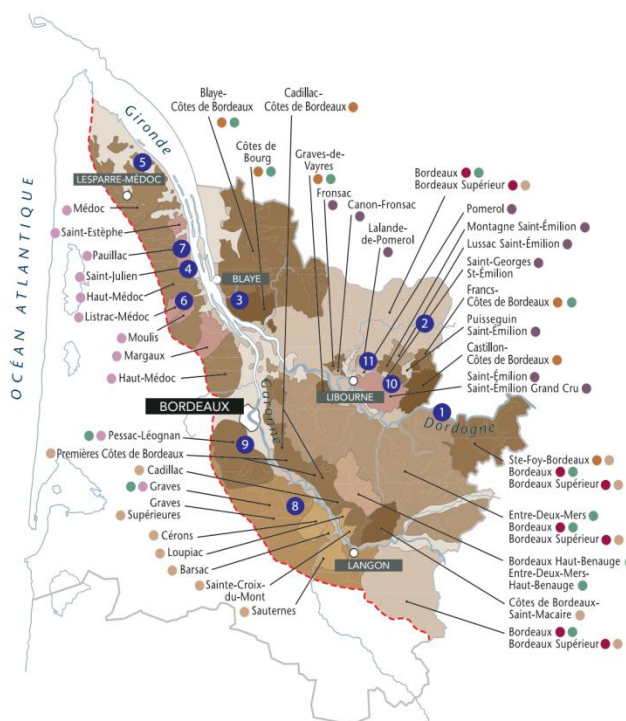 Blaye-
Côtes de Bordeaux
Cadillac-
Côtes de Bordeaux
Gironde
Côtes de
Bourg
Graves-de-
Vayres
Fronsac
Canon-Fronsac
Lalande-
de-Pomerol
Bordeaux
Bordeaux Supérieur
Pomerol
Montagne Saint-Émilion
Lussac Saint-Émilion
Saint-Georges
St-Émilion
Francs-
Côtes de Bordeaux
Puisseguin
Saint-Émilion
Castillon-
Côtes de Bordeaux
Saint-Émilion
Saint-Émilion Grand Cru
OCÉAN ATLANTIQUE
5
LESPARRE-MÉDOC
Médoc
Saint-Estèphe
7
Pauillac
4
Saint-Julien
BLAYE
Haut-Médoc
6
3
Listrac-Médoc
2
Moulis
Margaux
11
10
Haut-Médoc
LIBOURNE
BORDEAUX
Garonne
1
Dordogne
9
Pessac-Léognan
Premières Côtes de Bordeaux
Cadillac
Graves
8
Graves
Supérieures
Cérons
Loupiac
Barsac
LANGON
Sainte-Croix-
du-Mont
Sauternes
Ste-Foy-Bordeaux
Bordeaux
Bordeaux Supérieur
Entre-Deux-Mers
Bordeaux
Bordeaux Supérieur
Bordeaux Haut-Benauge
Entre-Deux-Mers-
Haut-Benauge
Côtes de Bordeaux-
Saint-Macaire
Bordeaux
Bordeaux Supérieur